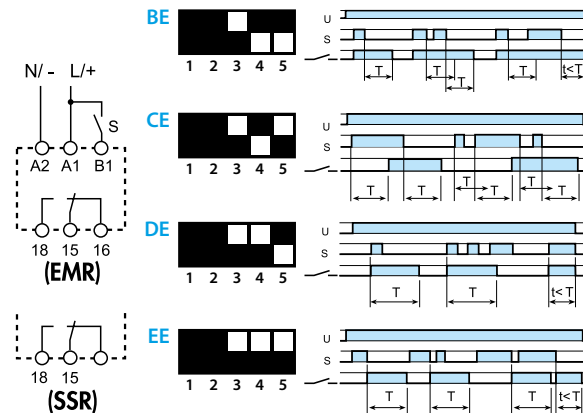 N/ - L/+
S
A2 A1 B1
18 15 16
(EMR)
18 15
(SSR)
BE
1 2 3 4 5
U
S
T T T t<T
T
CE
1 2 3 4 5
U
S
T T T T T T
DE
1 2 3 4 5
U
S
T T t< T
EE
1 2 3 4 5
U
S
T T T t< T